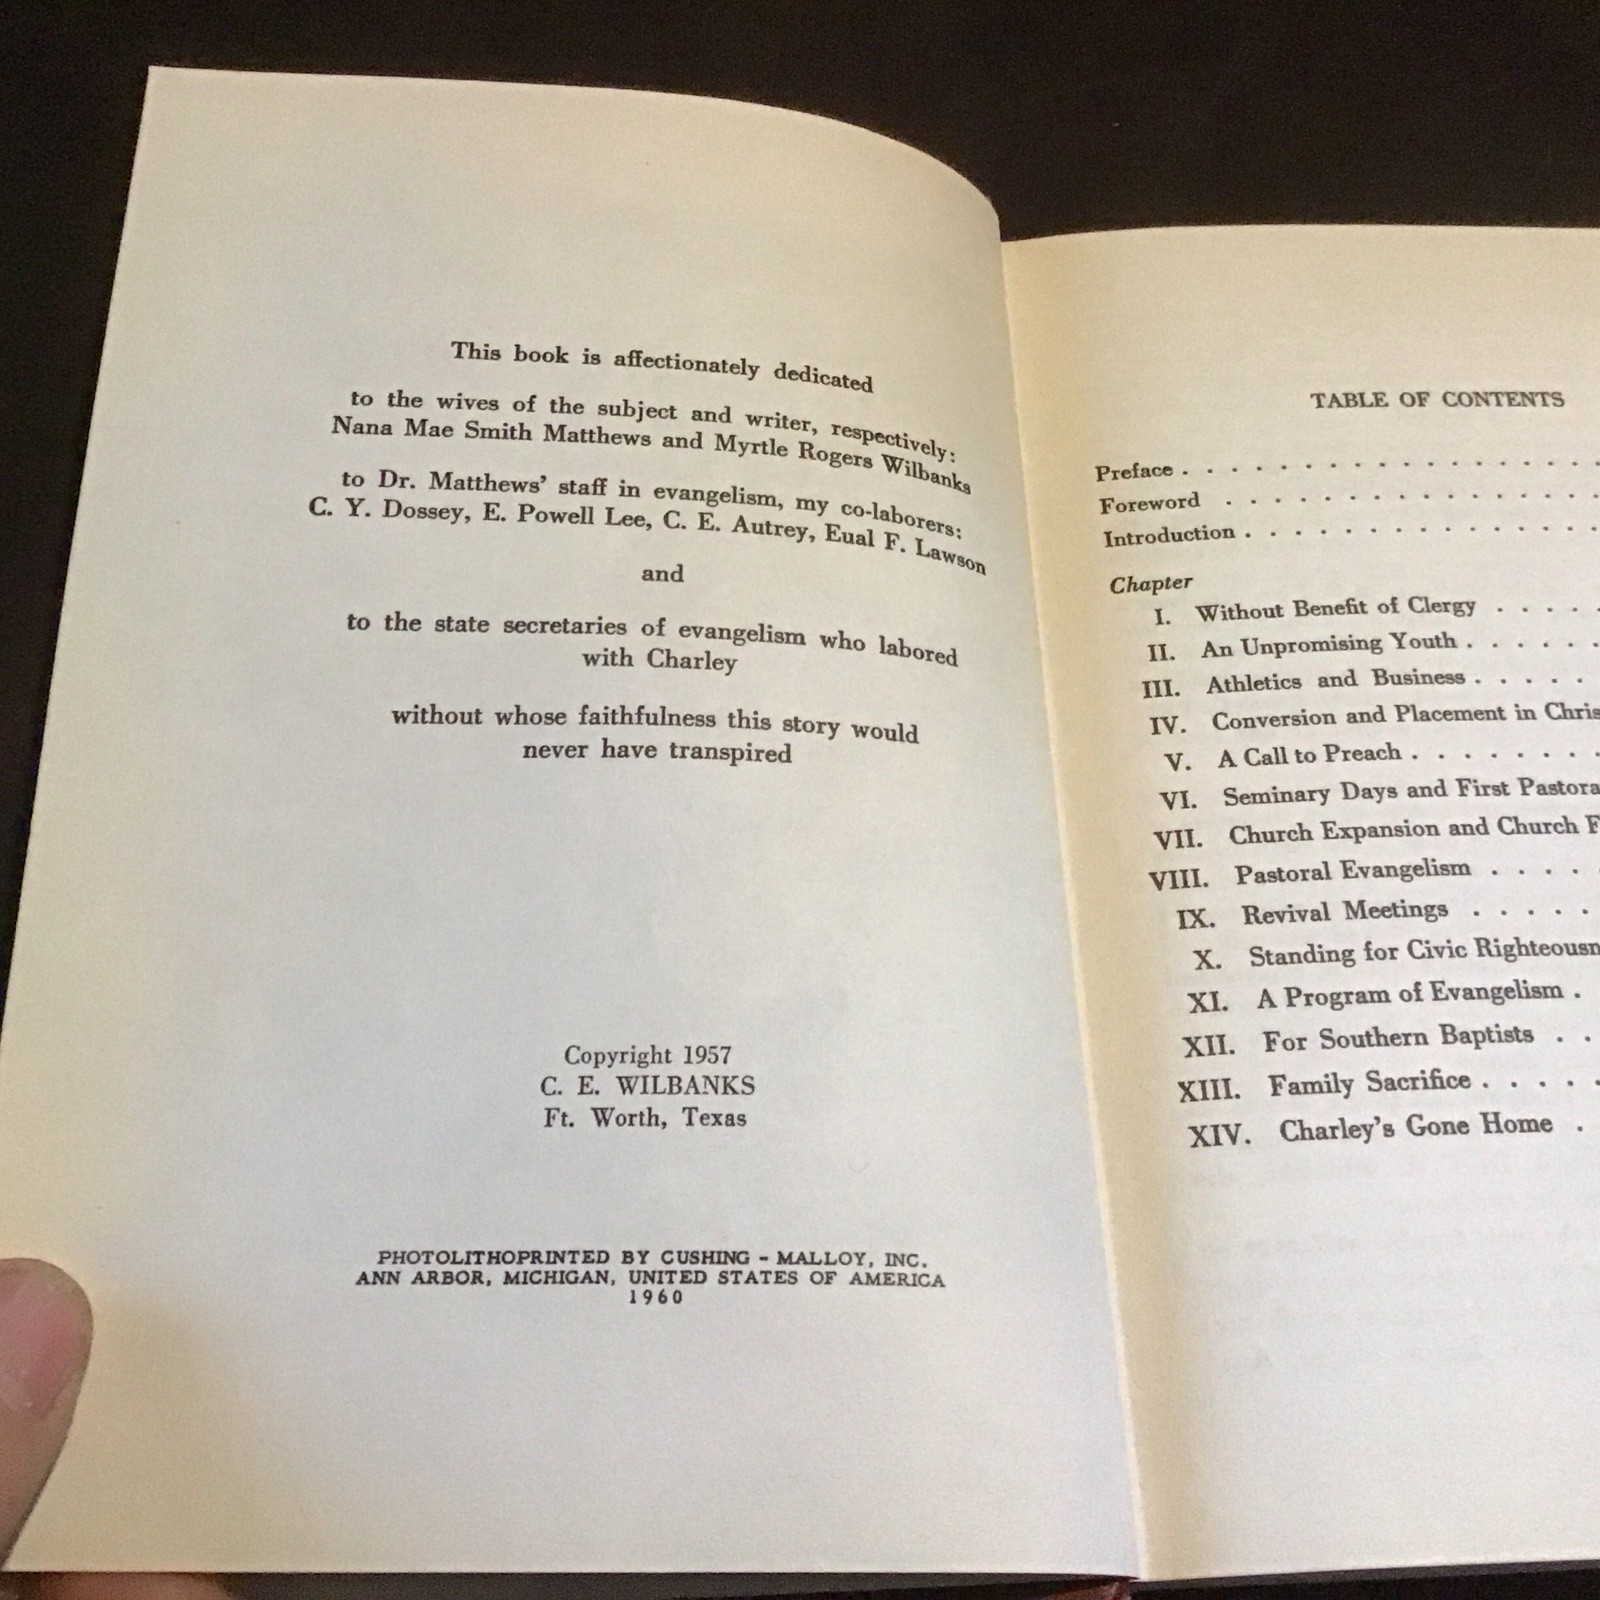 This book is affectionately dedicated
to the wives of the subject and writer, respectively:
Nana Mae Smith Matthews and Myrtle Rogers Wilbanks
to Dr. Matthews' staff in evangelism, my co-laborers:
C. Y. Dossey, E. Powell Lee, C. E. Autrey, Eual F. Lawson
and
to the state secretaries of evangelism who labored
with Charley
without whose faithfulness this story would
never have transpired
Copyright 1957
C. E. WILBANKS
Ft. Worth, Texas
PHOTOLITHOPRINTED BY CUSHING - MALLOY, INC.
ANN ARBOR, MICHIGAN, UNITED STATES OF AMERICA
1960
TABLE OF CONTENTS
Preface . . . . . . . . . . . . . . . . . .
Foreword . . . . . . . . . . . . . . . .
Introduction . . . . . . . . . . . . . . .
Chapter
I. Without Benefit of Clergy . . . . .
II. An Unpromising Youth . . . . . .
III. Athletics and Business . . . . .
IV. Conversion and Placement in Chris
V. A Call to Preach . . . . . . . .
VI. Seminary Days and First Pastora
VII. Church Expansion and Church F
VIII. Pastoral Evangelism . . . . .
IX. Revival Meetings . . . . .
X. Standing for Civic Righteousn
XI. A Program of Evangelism .
XII. For Southern Baptists . .
XIII. Family Sacrifice . . . . .
XIV. Charley's Gone Home .